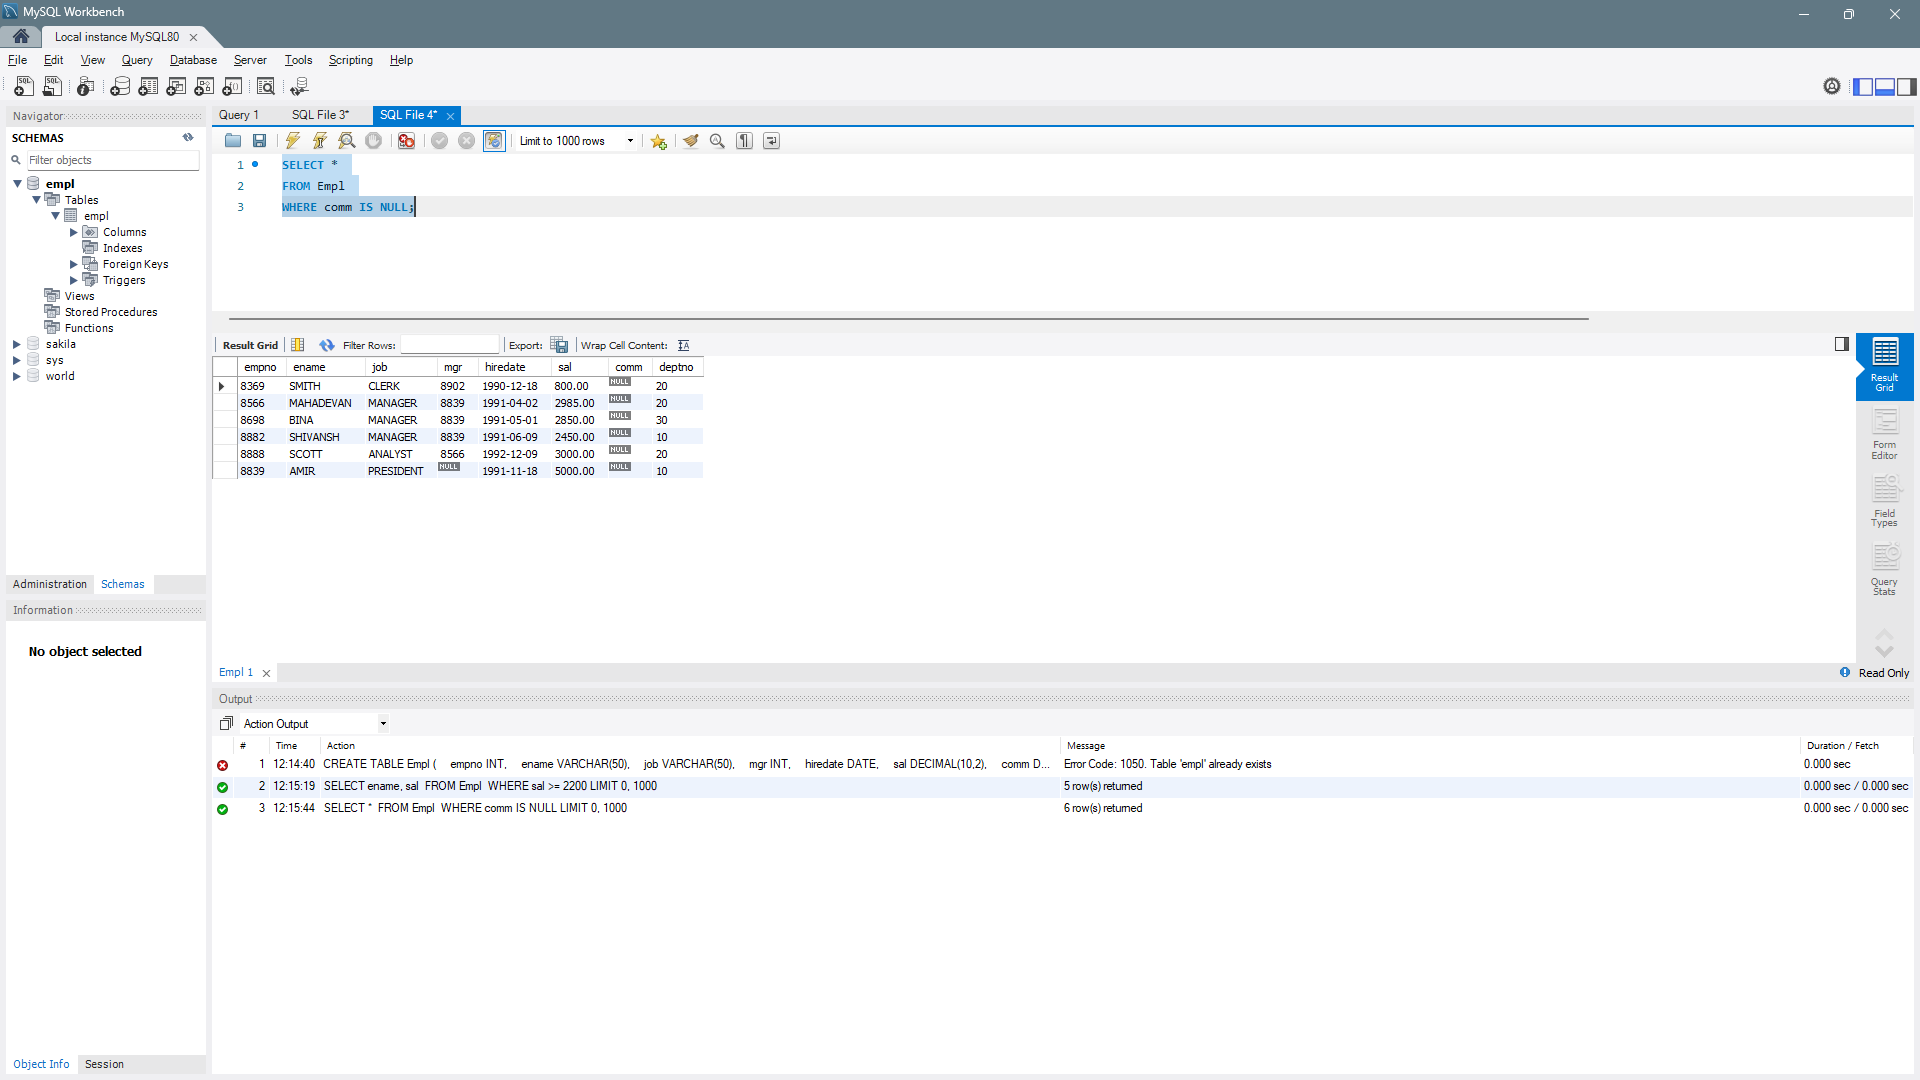 MySQL Workbench
Local instance MySQL80
File Edit View Query Database Server Tools Scripting Help
Navigator
SCHEMAS
Filter objects
empl
Tables
empl
Columns
Indexes
Foreign Keys
Triggers
Views
Stored Procedures
Functions
sakila
sys
world
Administration Schemas
Information
No object selected
Object Info Session
Query 1 SQL File 3* SQL File 4*
Limit to 1000 rows
1 SELECT *
2 FROM Empl
3 WHERE comm IS NULL;
Result Grid Filter Rows: Export: Wrap Cell Content:
empno ename job mgr hiredate sal comm deptno
8369 SMITH CLERK 8902 1990-12-18 800.00 NULL 20
8566 MAHADEVAN MANAGER 8839 1991-04-02 2985.00 NULL 20
8698 BINA MANAGER 8839 1991-05-01 2850.00 NULL 30
8882 SHIVANSH MANAGER 8839 1991-06-09 2450.00 NULL 10
8888 SCOTT ANALYST 8566 1992-12-09 3000.00 NULL 20
8839 AMIR PRESIDENT NULL 1991-11-18 5000.00 NULL 10
Result
Grid
Form
Editor
Field
Types
Query
Stats
Empl 1
Read Only
Output
Action Output
# Time Action Message Duration / Fetch
1 12:14:40 CREATE TABLE Empl ( empno INT, ename VARCHAR(50), job VARCHAR(50), mgr INT, hiredate DATE, sal DECIMAL(10,2), comm D... Error Code: 1050. Table 'empl' already exists 0.000 sec
2 12:15:19 SELECT ename, sal FROM Empl WHERE sal >= 2200 LIMIT 0, 1000 5 row(s) returned 0.000 sec / 0.000 sec
3 12:15:44 SELECT * FROM Empl WHERE comm IS NULL LIMIT 0, 1000 6 row(s) returned 0.000 sec / 0.000 sec